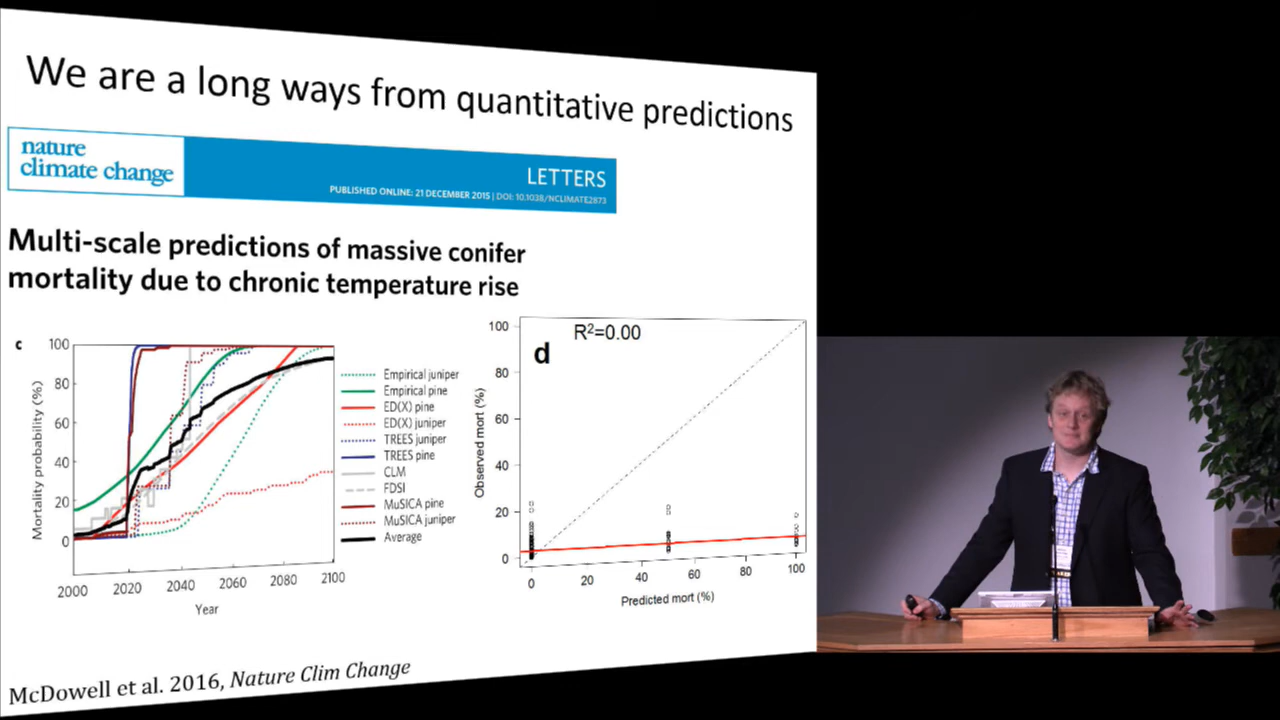 We are a long ways from quantitative predictions
nature
climate change
LETTERS
PUBLISHED ONLINE: 21 DECEMBER 2015 | DOI: 10.1038/NCLIMATE2873
Multi-scale predictions of massive conifer
mortality due to chronic temperature rise
c
Mortality probability (%)
100
80
60
40
20
0
2000 2020 2040 2060 2080 2100
Year
Empirical juniper
Empirical pine
ED(X) pine
ED(X) juniper
TREES juniper
TREES pine
CLM
FDSI
MuSICA pine
MuSICA juniper
Average
d
R²=0.00
Observed mort (%)
100
80
60
40
20
0
0 20 40 60 80 100
Predicted mort (%)
McDowell et al. 2016, Nature Clim Change